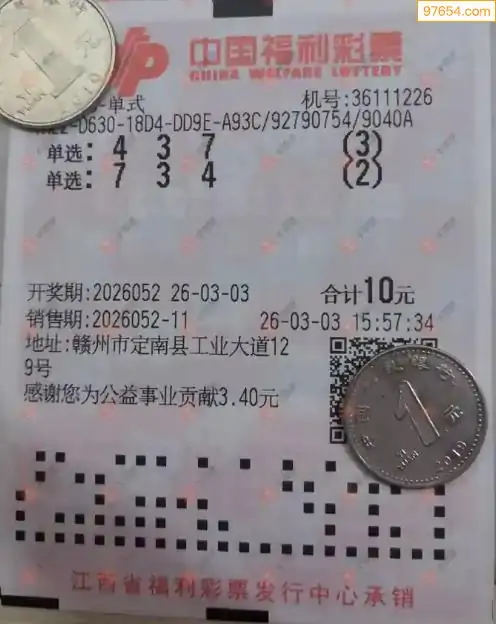 97654.com
中国福利彩票
CHINA WELFARE LOTTERY
单式 机号:36111226
D630-18D4-DD9E-A93C/92790754/9040A
单选: 4 3 7 (3)
单选: 7 3 4 (2)
开奖期:2026052 26-03-03 合计10元
销售期:2026052-11 26-03-03 15:57:34
地址:赣州市定南县工业大道12
9号
感谢您为公益事业贡献3.40元
1
元
2019
江西省福利彩票发行中心承销